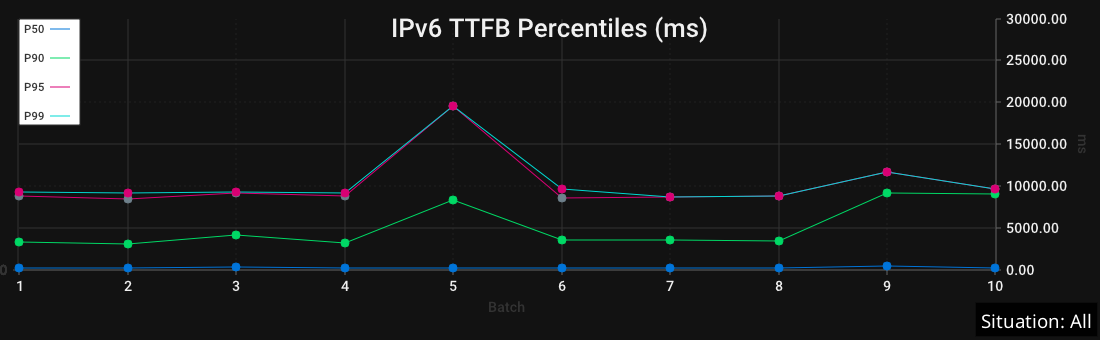 IPv6 TTFB Percentiles (ms)
P50
P90
P95
P99
30000.00
25000.00
20000.00
15000.00
10000.00
5000.00
0.00
ms
0
1 2 3 4 5 6 7 8 9 10
Batch
Situation: All